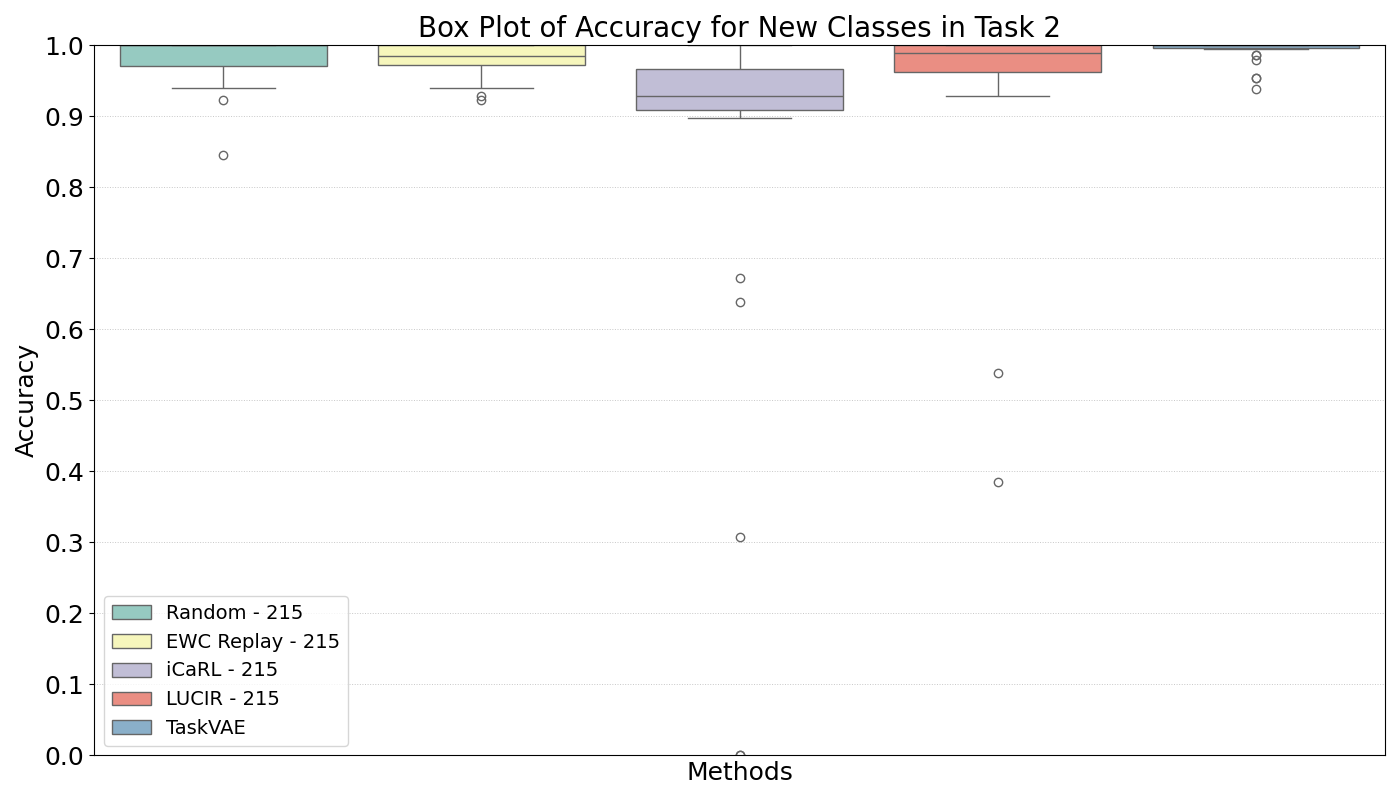 Box Plot of Accuracy for New Classes in Task 2
1.0
0.9
0.8
0.7
0.6
0.5
0.4
0.3
0.2
0.1
0.0
Accuracy
Random - 215
EWC Replay - 215
iCaRL - 215
LUCIR - 215
TaskVAE
Methods